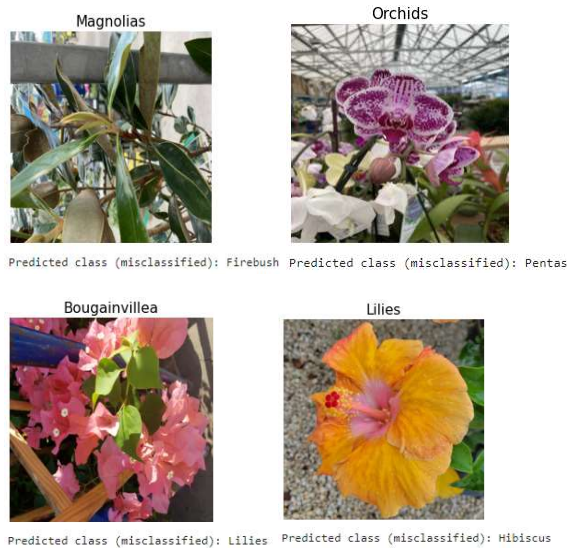 Magnolias
Orchids
Predicted class (misclassified): Firebush
Predicted class (misclassified): Pentas
Bougainvillea
Lilies
Predicted class (misclassified): Lilies
Predicted class (misclassified): Hibiscus